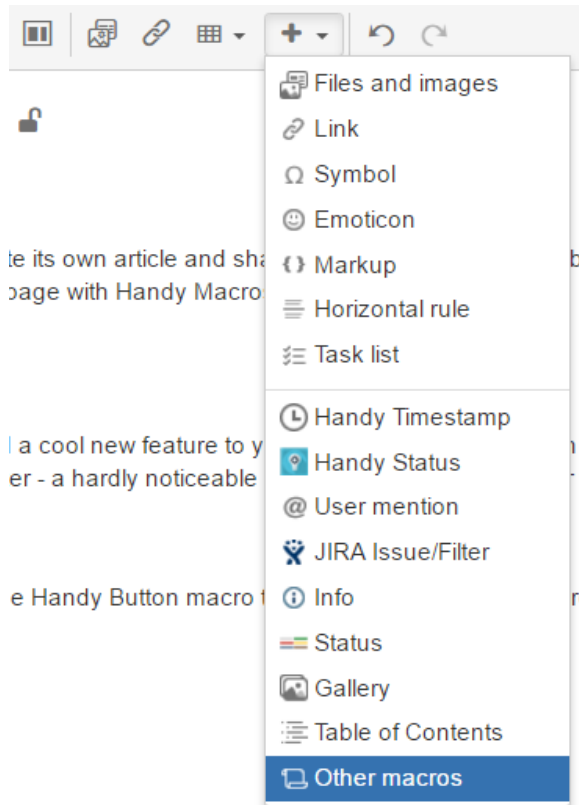 Files and images
Link
Symbol
Emoticon
te its own article and sha
Markup
page with Handy Macro
Horizontal rule
Task list
Handy Timestamp
a cool new feature to y
Handy Status
er - a hardly noticeable
User mention
JIRA Issue/Filter
e Handy Button macro t
Info
Status
Gallery
Table of Contents
Other macros